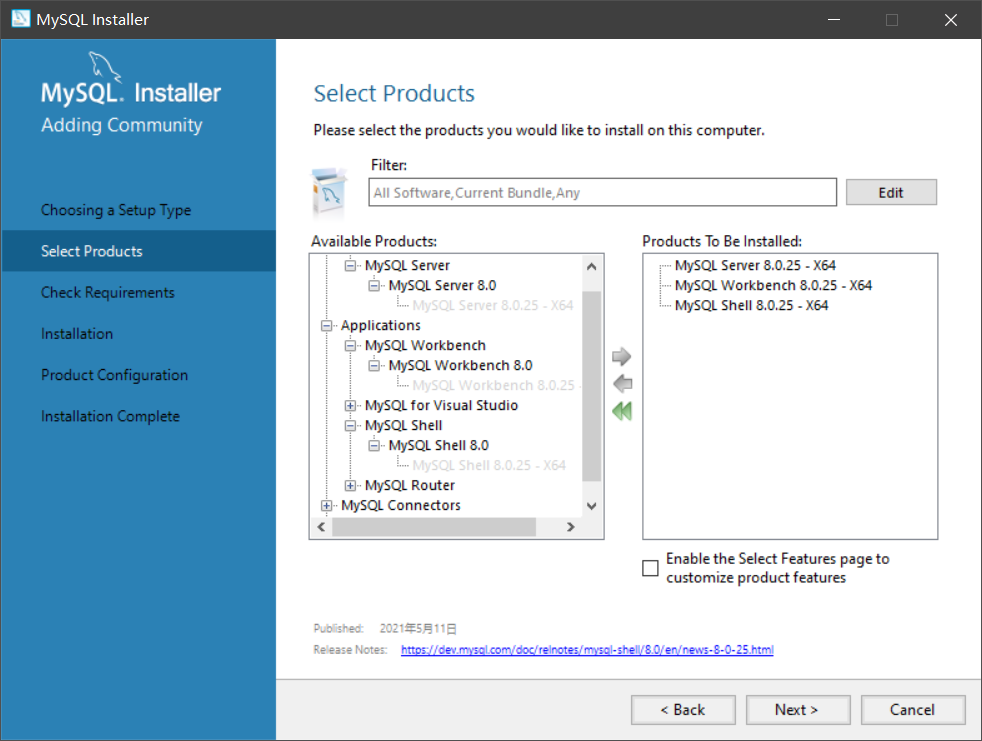 MySQL Installer
MySQL. Installer
Adding Community
Choosing a Setup Type
Select Products
Check Requirements
Installation
Product Configuration
Installation Complete
Select Products
Please select the products you would like to install on this computer.
Filter:
All Software,Current Bundle,Any
Edit
Available Products:
MySQL Server
MySQL Server 8.0
MySQL Server 8.0.25 - X64
Applications
MySQL Workbench
MySQL Workbench 8.0
MySQL Workbench 8.0.25 -
MySQL for Visual Studio
MySQL Shell
MySQL Shell 8.0
MySQL Shell 8.0.25 - X64
MySQL Router
MySQL Connectors
Products To Be Installed:
MySQL Server 8.0.25 - X64
MySQL Workbench 8.0.25 - X64
MySQL Shell 8.0.25 - X64
Enable the Select Features page to
customize product features
Published: 2021年5月11日
Release Notes: https://dev.mysql.com/doc/relnotes/mysql-shell/8.0/en/news-8-0-25.html
< Back
Next >
Cancel